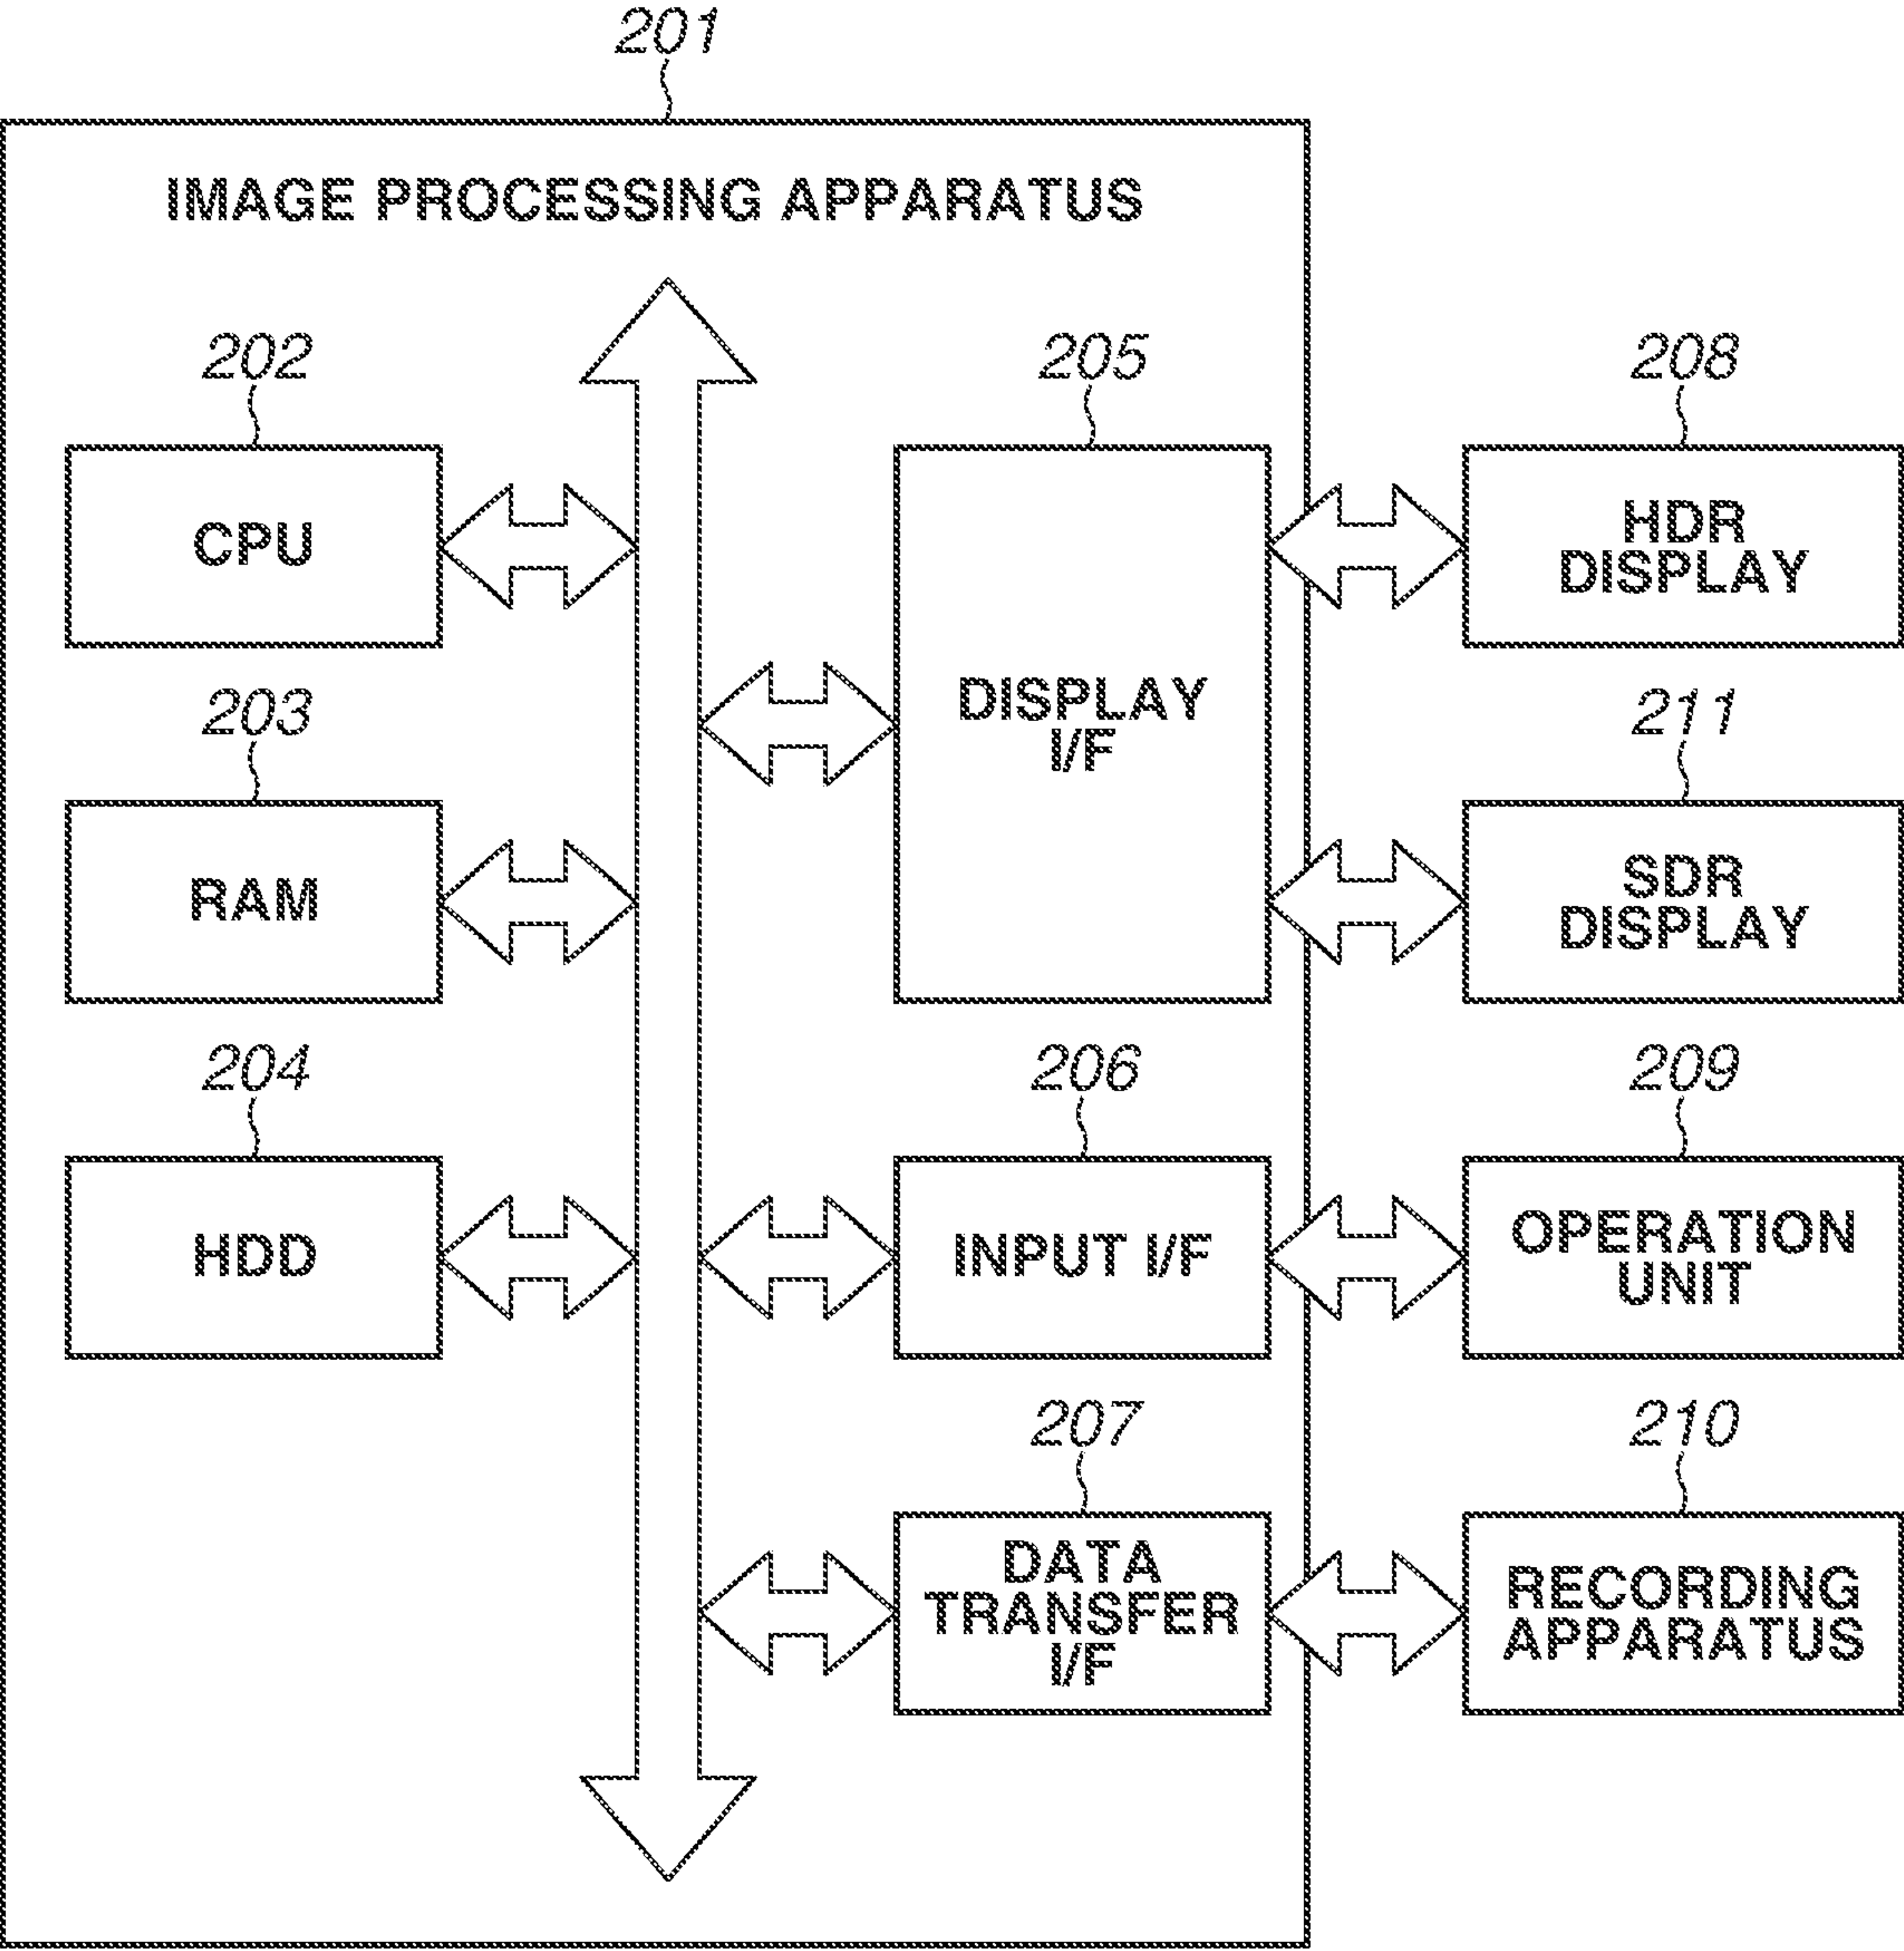 201
IMAGE PROCESSING APPARATUS
202
CPU
203
RAM
204
HDD
205
DISPLAY
I/F
206
INPUT I/F
207
DATA
TRANSFER
I/F
208
HDR
DISPLAY
211
SDR
DISPLAY
209
OPERATION
UNIT
210
RECORDING
APPARATUS